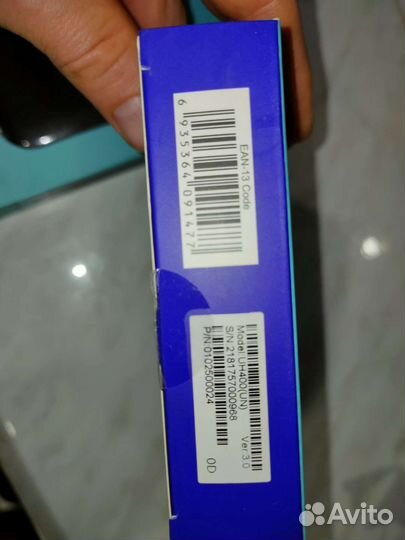 EAN-13 Code
6 935364 091477
Model:UH400(UN) Ver:3.0
S/N:2181757000968
P/N:0102500024 0D
Avito